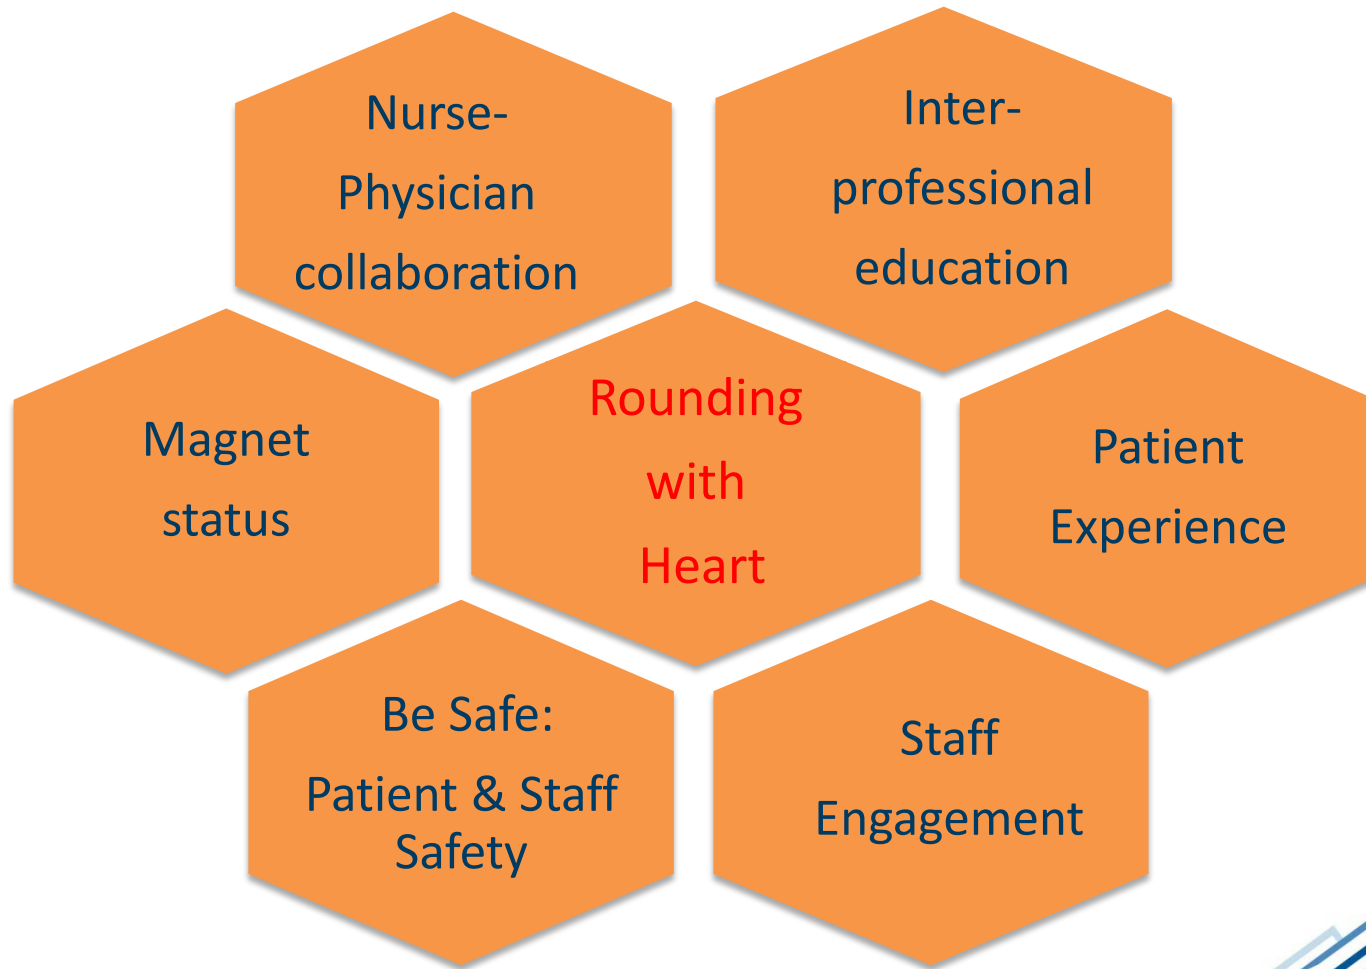 Nurse-
Physician
collaboration
Inter-
professional
education
Magnet
status
Rounding
with
Heart
Patient
Experience
Be Safe:
Patient & Staff
Safety
Staff
Engagement